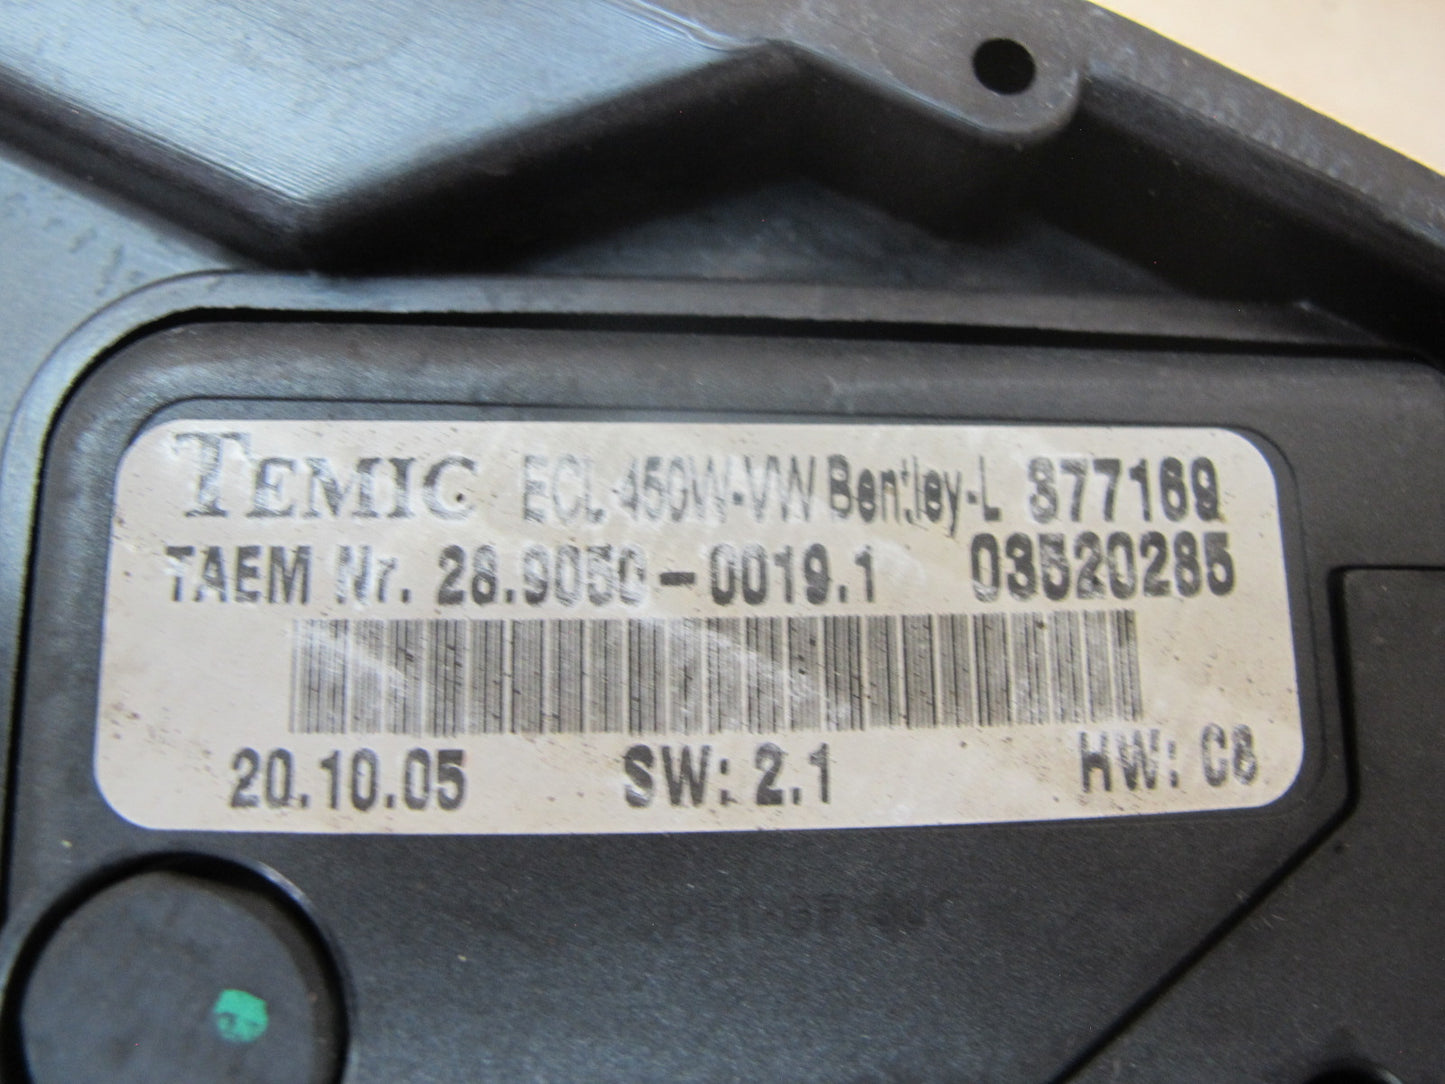 TEMIC ECL 450W-VW Bentley-L 877169
TAEM Nr. 28.9050-0019.1 03520285
20.10.05 SW: 2.1 HW: C8